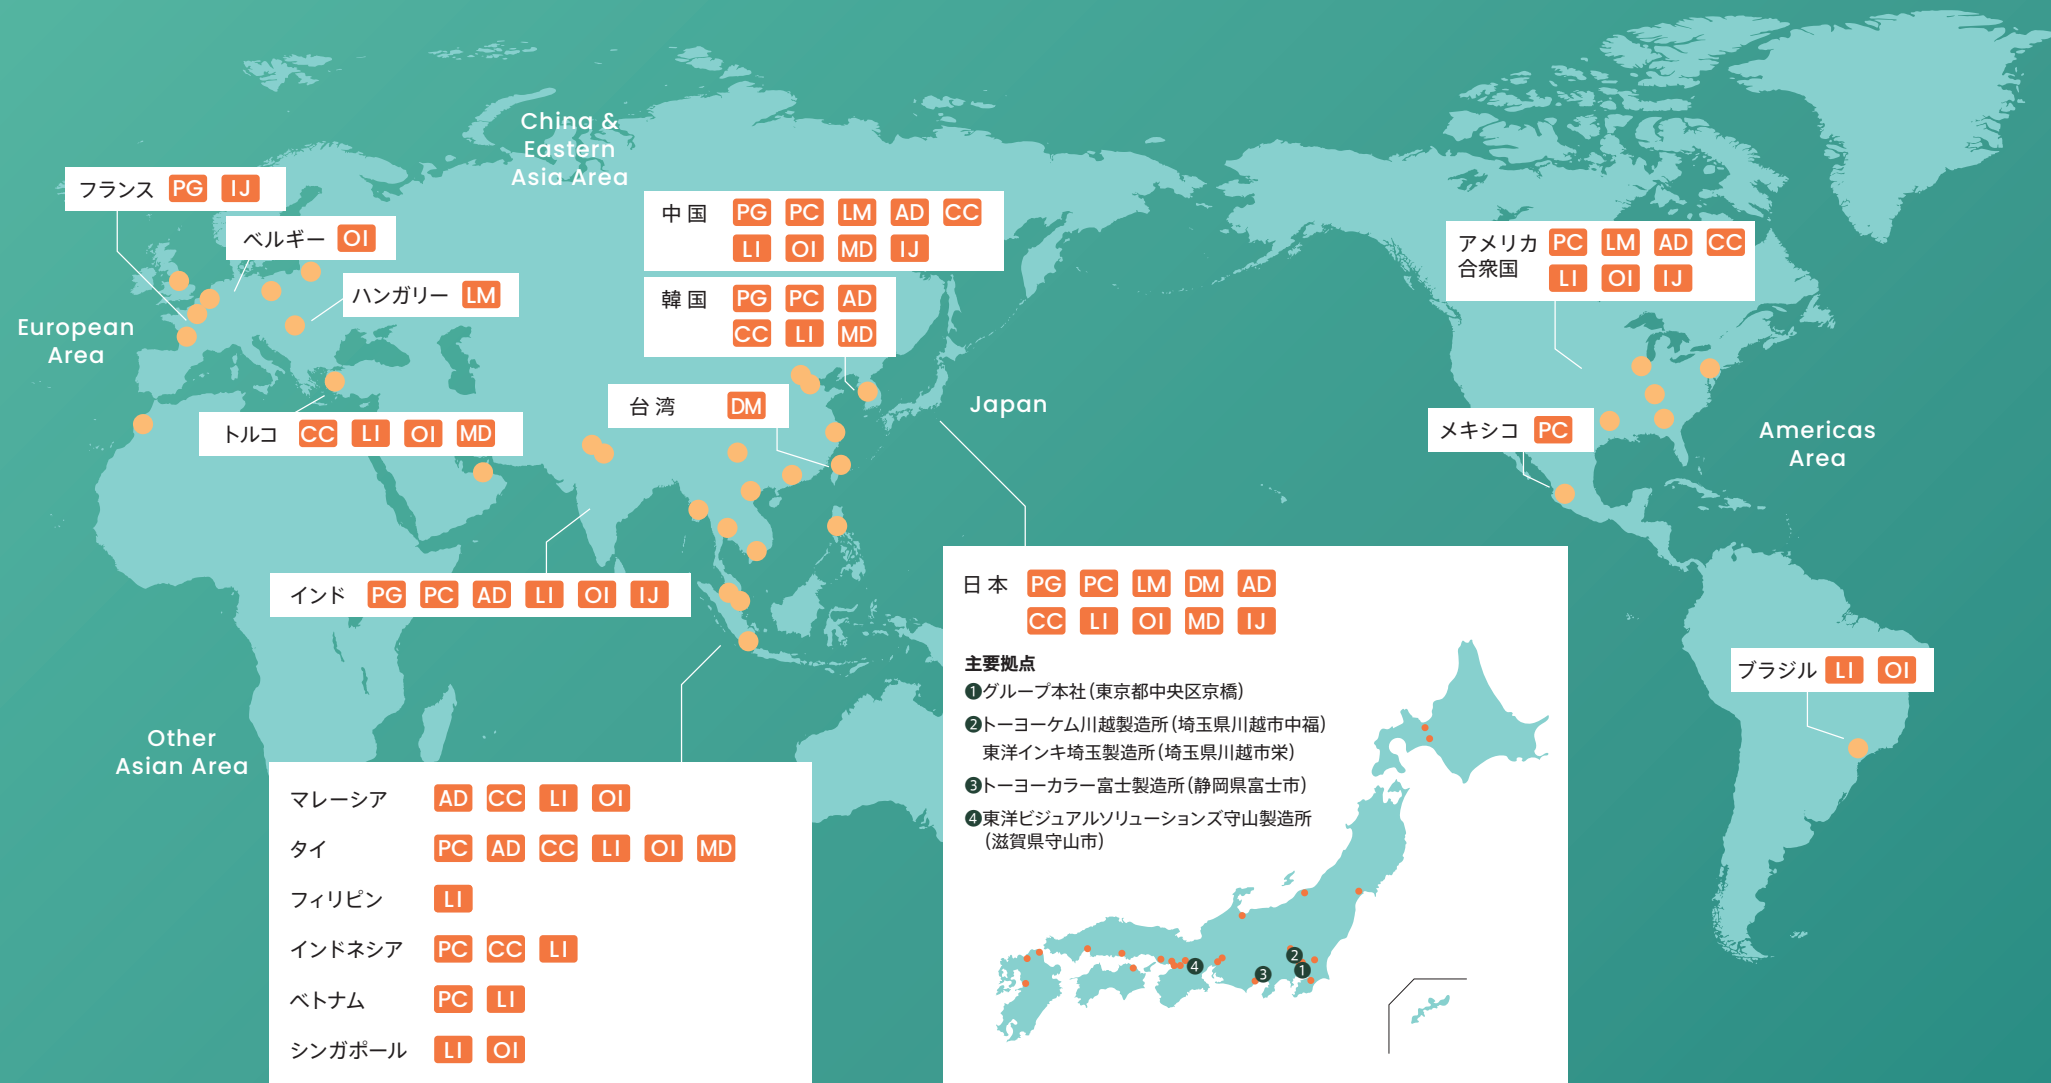 China &
Eastern
Asia Area
フランス PG IJ
ベルギー OI
ハンガリー LM
European
Area
トルコ CC LI OI MD
中 国 PG PC LM AD CC
LI OI MD IJ
韓 国 PG PC AD
CC LI MD
台 湾 DM
Japan
アメリカ
合衆国
PC LM AD CC
LI OI IJ
メキシコ PC
Americas
Area
ブラジル LI OI
インド PG PC AD LI OI IJ
Other
Asian Area
マレーシア AD CC LI OI
タイ PC AD CC LI OI MD
フィリピン LI
インドネシア PC CC LI
ベトナム PC LI
シンガポール LI OI
日 本 PG PC LM DM AD
CC LI OI MD IJ
主要拠点
❶グループ本社(東京都中央区京橋)
❷トーヨーケム川越製造所(埼玉県川越市中福)
東洋インキ埼玉製造所(埼玉県川越市栄)
❸トーヨーカラー富士製造所(静岡県富士市)
❹東洋ビジュアルソリューションズ守山製造所
(滋賀県守山市)
❷
❶
❸
❹